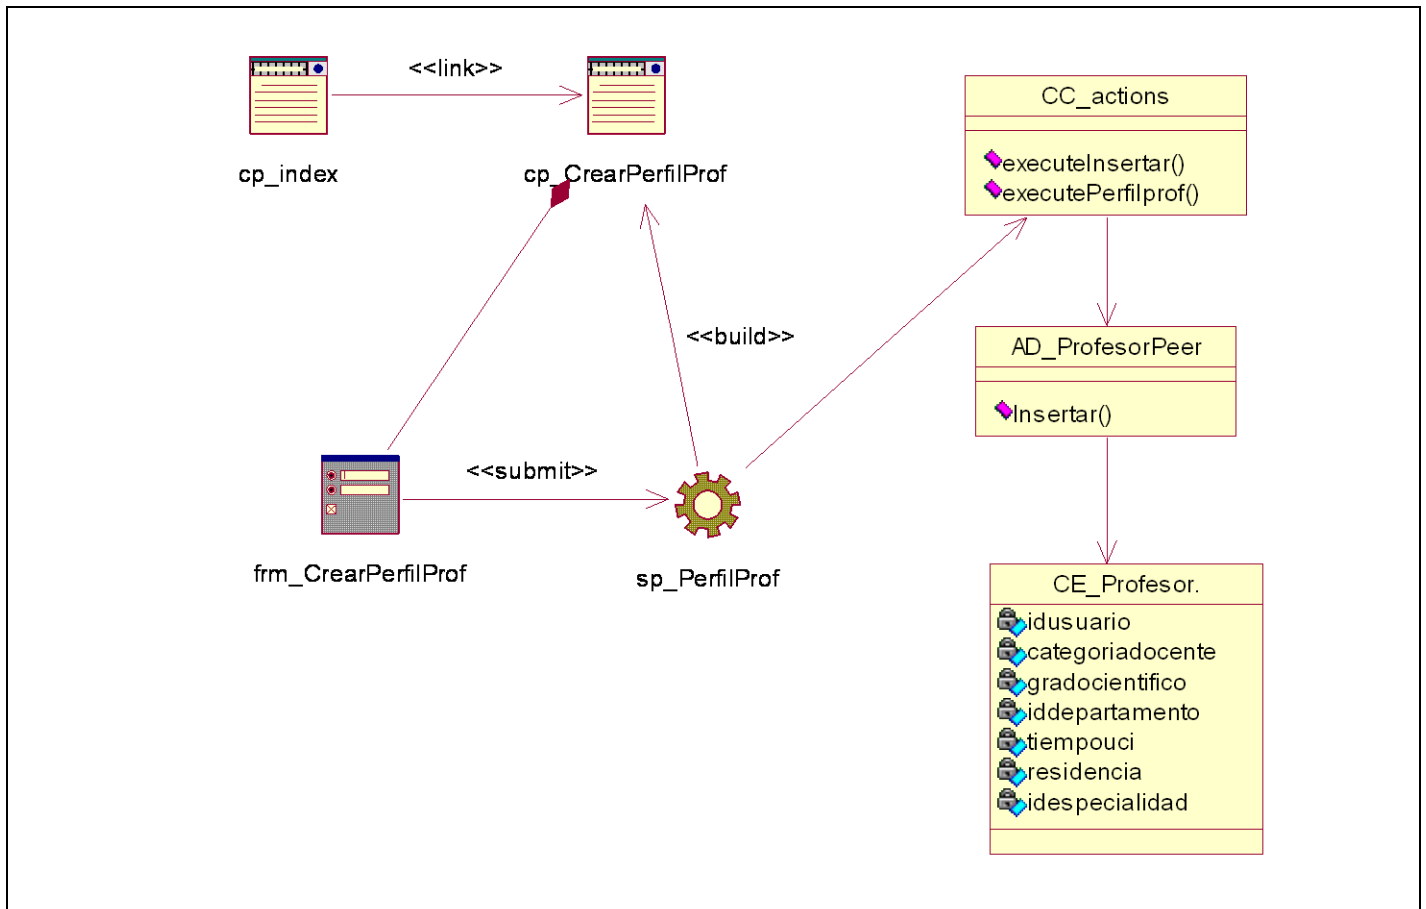 <<link>>
cp_index
cp_CrearPerfilProf
CC_actions
executeInsertar()
executePerfilprof()
<<build>>
AD_ProfesorPeer
Insertar()
<<submit>>
frm_CrearPerfilProf
sp_PerfilProf
CE_Profesor.
idusuario
categoriadocente
gradocientifico
iddepartamento
tiempouci
residencia
idespecialidad